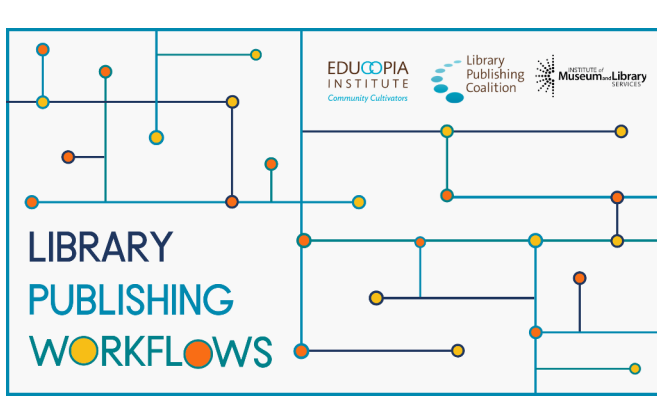 EDUCOPIA
INSTITUTE
Community Cultivators
Library
Publishing
Coalition
INSTITUTE of
Museum and Library
SERVICES
LIBRARY
PUBLISHING
WORKFLOWS